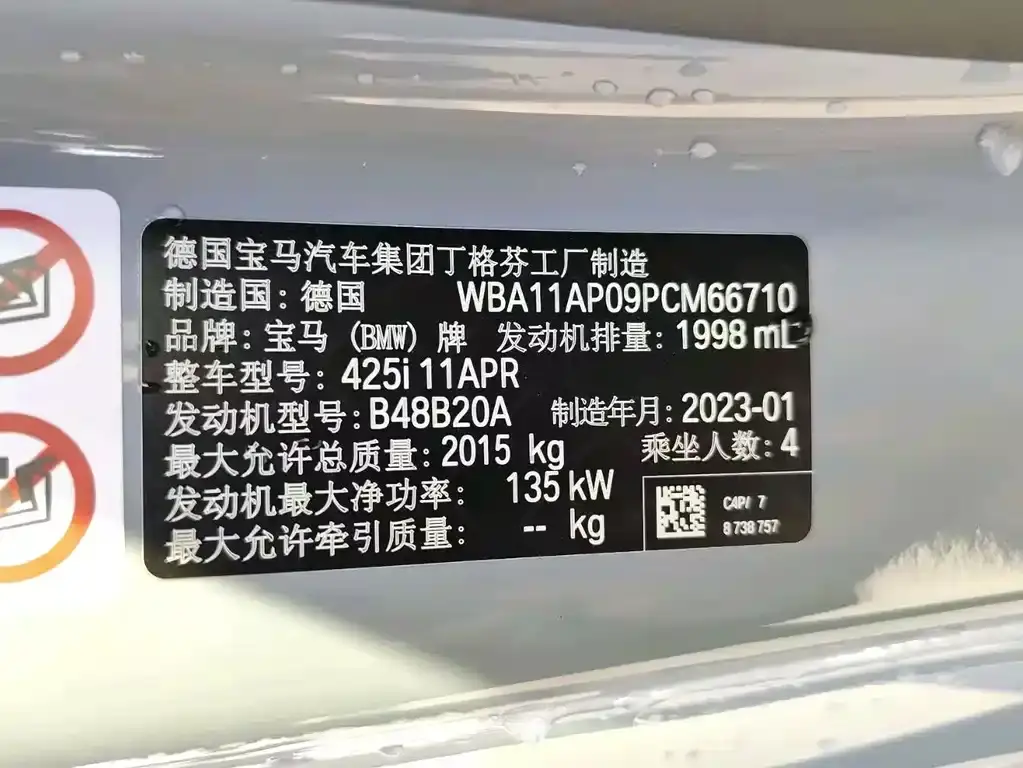 德国宝马汽车集团丁格芬工厂制造
制造国：德国 WBA11AP09PCM66710
品牌：宝马 (BMW) 牌 发动机排量：1998 mL
整车型号：425i 11APR
发动机型号：B48B20A 制造年月：2023-01
最大允许总质量：2015 kg 乘坐人数：4
发动机最大净功率： 135 kW
最大允许牵引质量： -- kg
C4P/ 7
8 738 757